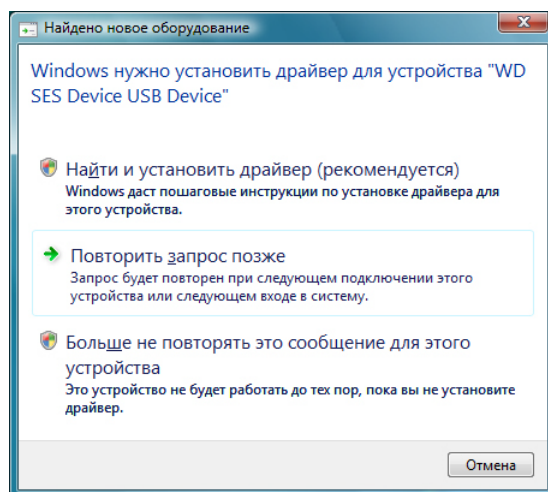 Найдено новое оборудование
Windows нужно установить драйвер для устройства "WD
SES Device USB Device"
Найти и установить драйвер (рекомендуется)
Windows даст пошаговые инструкции по установке драйвера для
этого устройства.
Повторить запрос позже
Запрос будет повторен при следующем подключении этого
устройства или следующем входе в систему.
Больше не повторять это сообщение для этого
устройства
Это устройство не будет работать до тех пор, пока вы не установите
драйвер.
Отмена